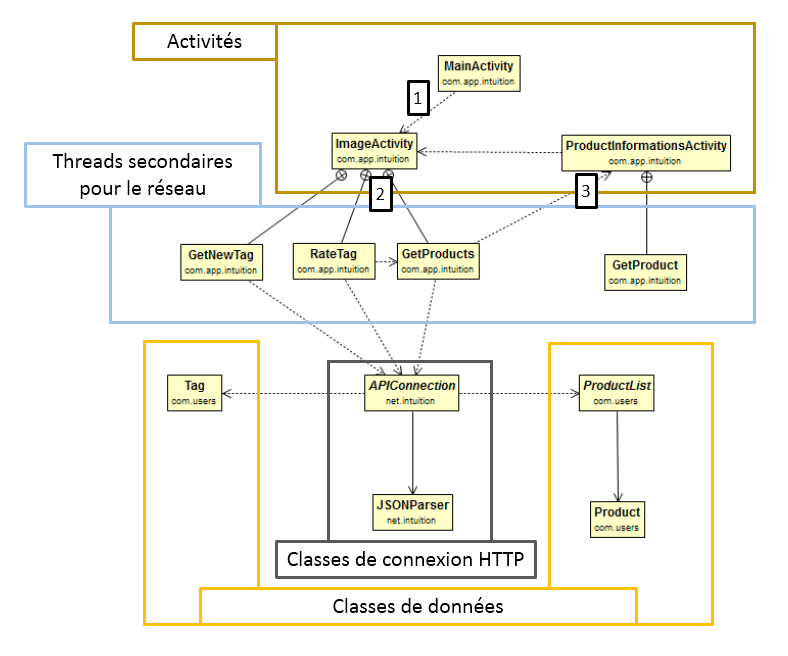 Activités
MainActivity
com.app.intuition
1
ImageActivity
com.app.intuition
ProductInformationsActivity
com.app.intuition
Threads secondaires
pour le réseau
2
3
GetNewTag
com.app.intuition
RateTag
com.app.intuition
GetProducts
com.app.intuition
GetProduct
com.app.intuition
Tag
com.users
APIConnection
net.intuition
ProductList
com.users
JSONParser
net.intuition
Product
com.users
Classes de connexion HTTP
Classes de données